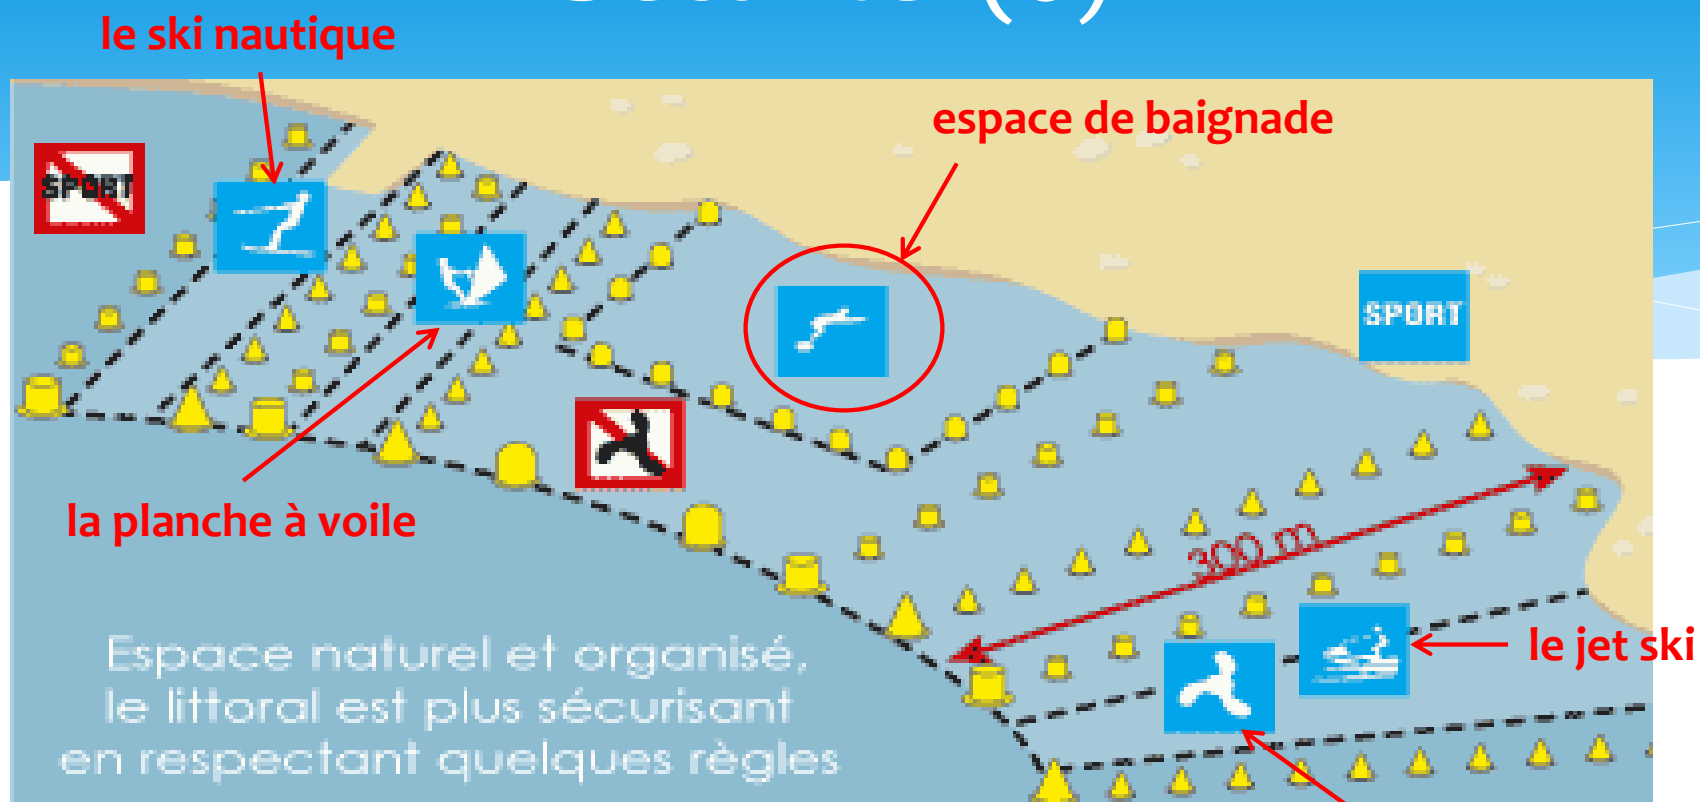 le ski nautique
espace de baignade
SPORT
SPORT
la planche à voile
300 m
Espace naturel et organisé,
le littoral est plus sécurisant
en respectant quelques règles
le jet ski